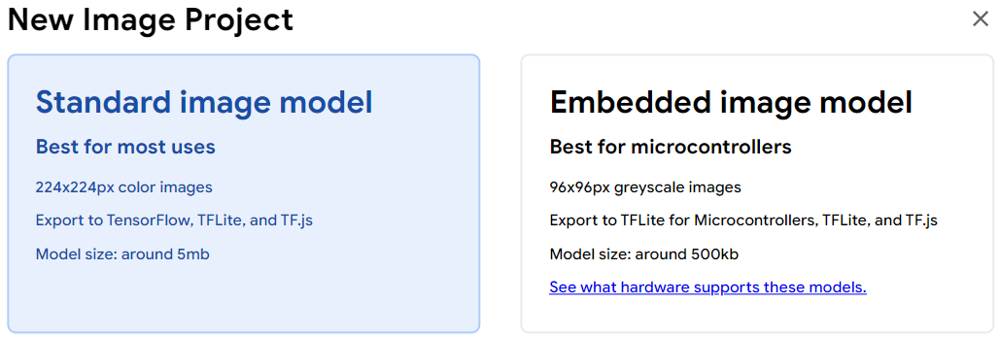 New Image Project
Standard image model
Best for most uses
224x224px color images
Export to TensorFlow, TFLite, and TF.js
Model size: around 5mb
Embedded image model
Best for microcontrollers
96x96px greyscale images
Export to TFLite for Microcontrollers, TFLite, and TF.js
Model size: around 500kb
See what hardware supports these models.